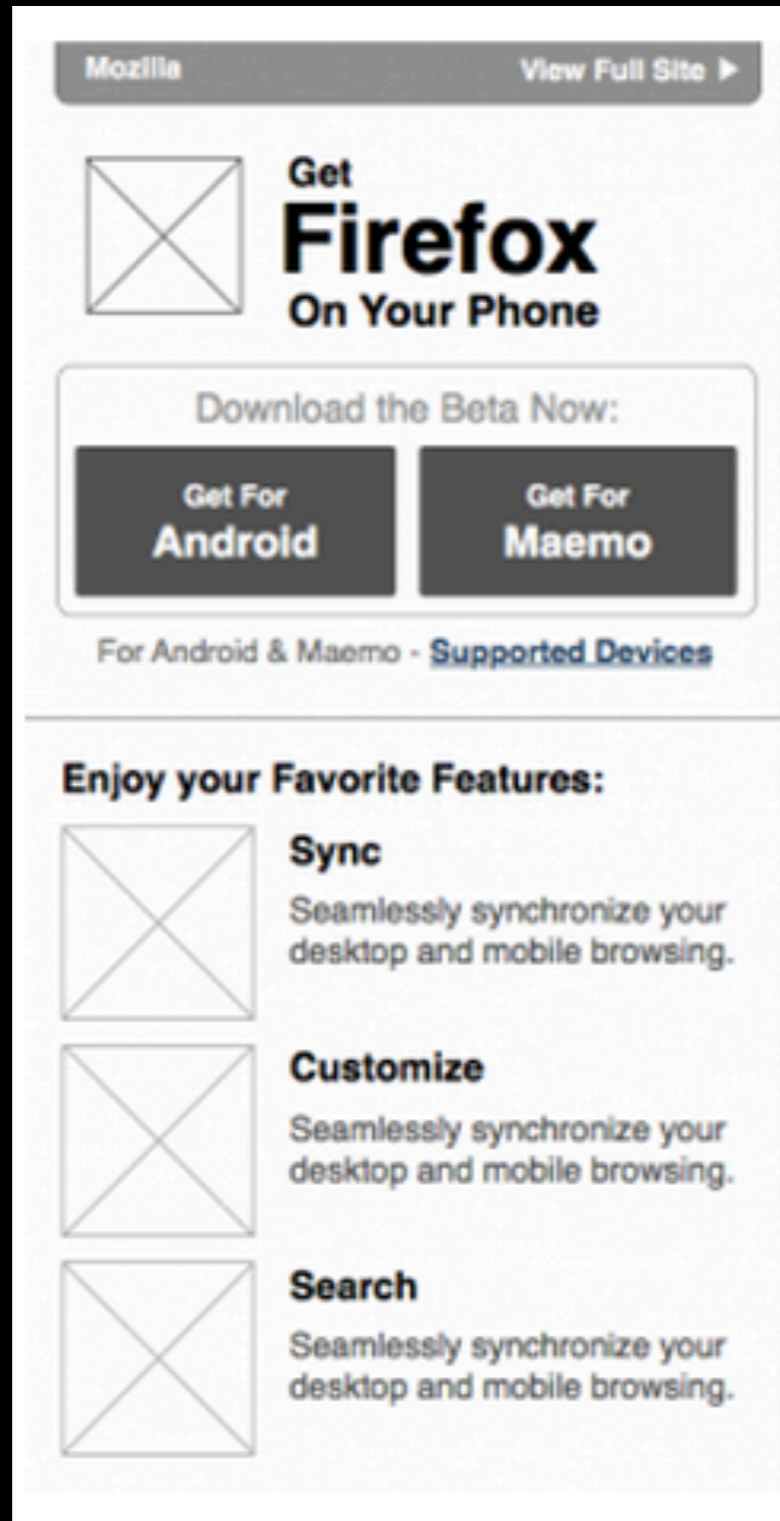 Mozilla View Full Site ▶
Get
Firefox
On Your Phone
Download the Beta Now:
Get For Get For
Android Maemo
For Android & Maemo - Supported Devices
Enjoy your Favorite Features:
Sync
Seamlessly synchronize your
desktop and mobile browsing.
Customize
Seamlessly synchronize your
desktop and mobile browsing.
Search
Seamlessly synchronize your
desktop and mobile browsing.